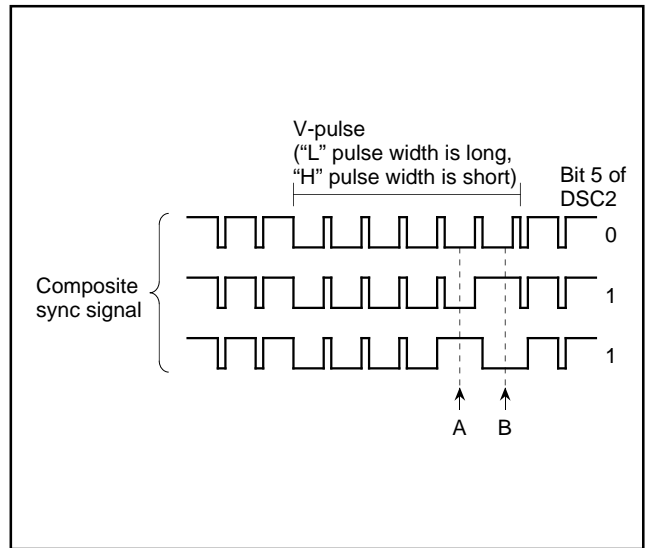 V-pulse
(“L” pulse width is long,
“H” pulse width is short)
Bit 5 of
DSC2
0
Composite
sync signal
1
1
A B